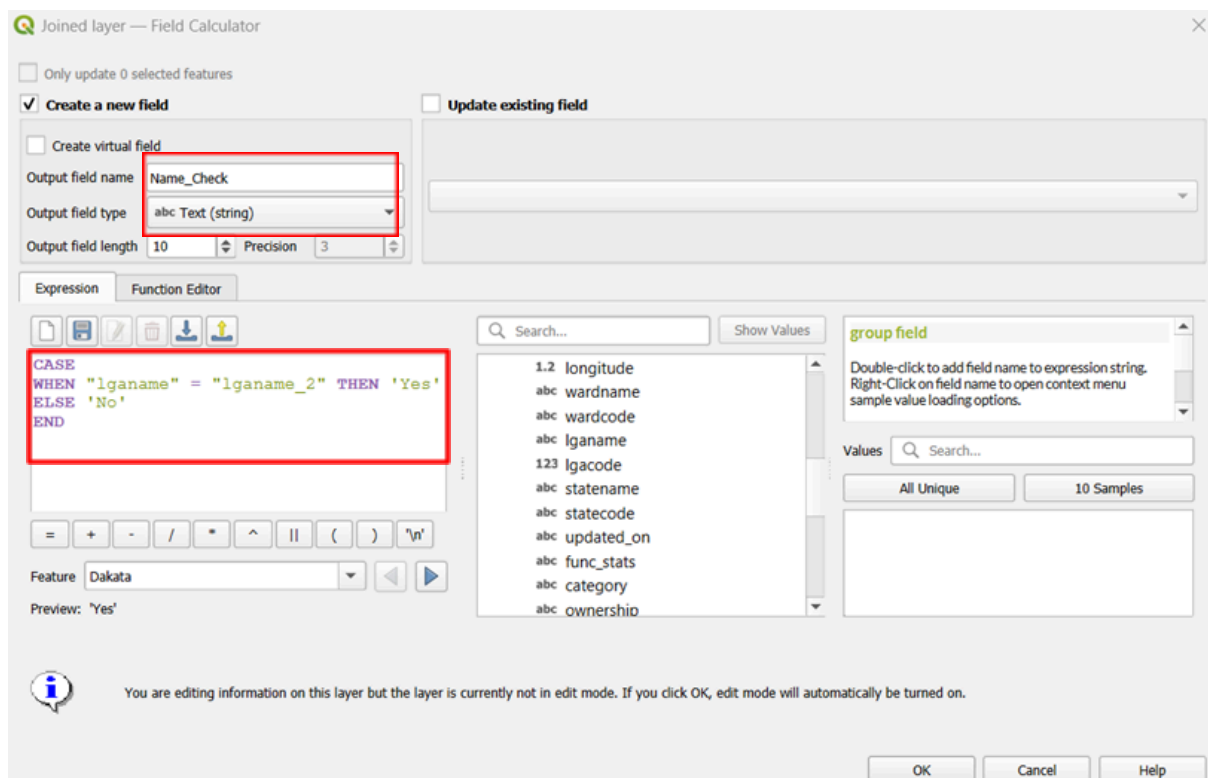 Joined layer — Field Calculator
Only update 0 selected features
Create a new field
Update existing field
Create virtual field
Output field name Name_Check
Output field type abc Text (string)
Output field length 10 Precision 3
Expression Function Editor
Search... Show Values
CASE
WHEN "lganame" = "lganame_2" THEN 'Yes'
ELSE 'No'
END
1.2 longitude
abc wardname
abc wardcode
abc lganame
123 lgacode
abc statename
abc statecode
abc updated_on
abc func_stats
abc category
abc ownership
group field
Double-click to add field name to expression string.
Right-Click on field name to open context menu
sample value loading options.
Values Search...
All Unique 10 Samples
= + - / * ^ || ( ) '\n'
Feature Dakata
Preview: 'Yes'
You are editing information on this layer but the layer is currently not in edit mode. If you click OK, edit mode will automatically be turned on.
OK Cancel Help